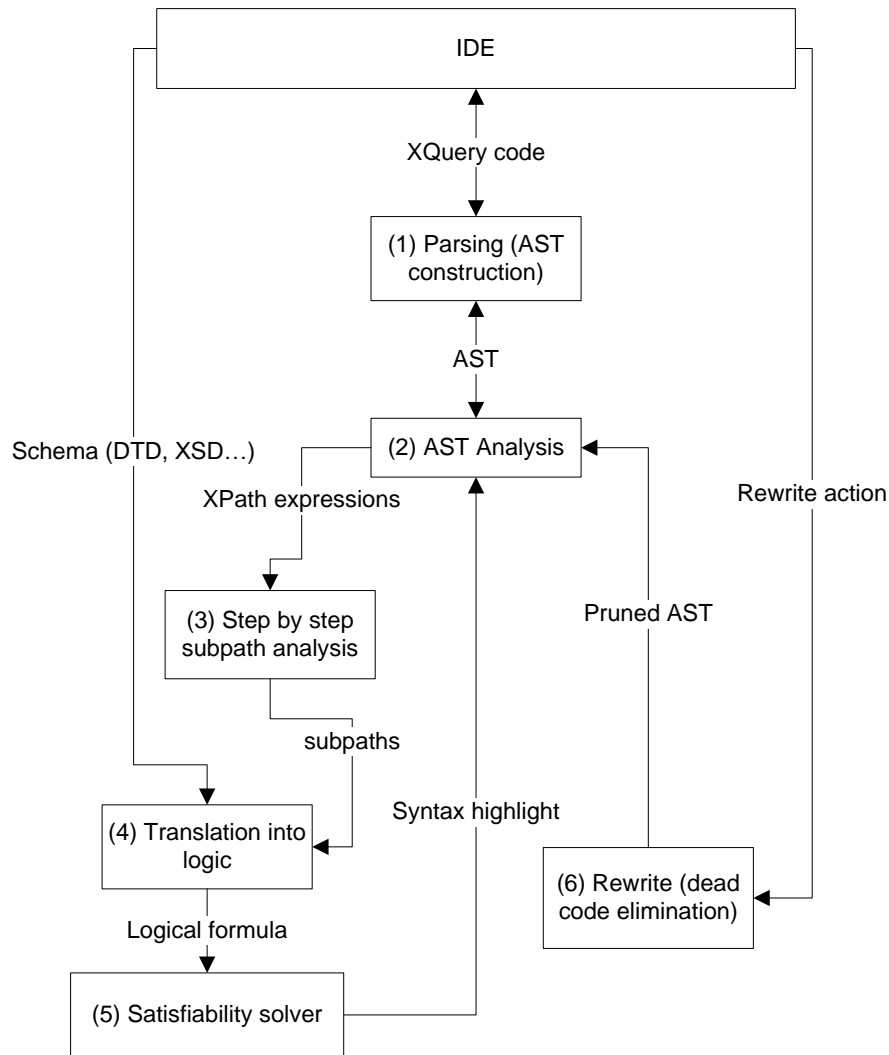 IDE
XQuery code
(1) Parsing (AST
construction)
AST
(2) AST Analysis
Schema (DTD, XSD…)
XPath expressions
Rewrite action
(3) Step by step
subpath analysis
Pruned AST
subpaths
Syntax highlight
(4) Translation into
logic
(6) Rewrite (dead
code elimination)
Logical formula
(5) Satisfiability solver